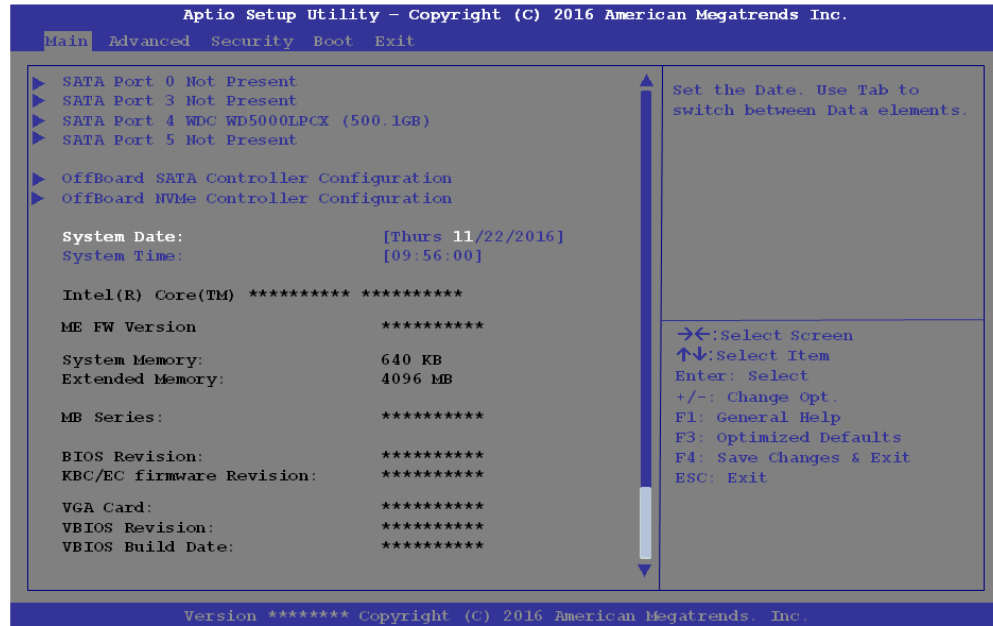 Aptio Setup Utility – Copyright (C) 2016 American Megatrends Inc.
Main Advanced Security Boot Exit
SATA Port 0 Not Present
SATA Port 3 Not Present
SATA Port 4 WDC WD5000LPCX (500.1GB)
SATA Port 5 Not Present
OffBoard SATA Controller Configuration
OffBoard NVMe Controller Configuration
System Date: [Thurs 11/22/2016]
System Time: [09:56:00]
Intel(R) Core(TM) ********** **********
ME FW Version **********
System Memory: 640 KB
Extended Memory: 4096 MB
MB Series: **********
BIOS Revision: **********
KBC/EC firmware Revision: **********
VGA Card: **********
VBIOS Revision: **********
VBIOS Build Date: **********
Set the Date. Use Tab to
switch between Data elements.
→←:Select Screen
↑↓:Select Item
Enter: Select
+/-: Change Opt.
F1: General Help
F3: Optimized Defaults
F4: Save Changes & Exit
ESC: Exit
Version ******** Copyright (C) 2016 American Megatrends. Inc.